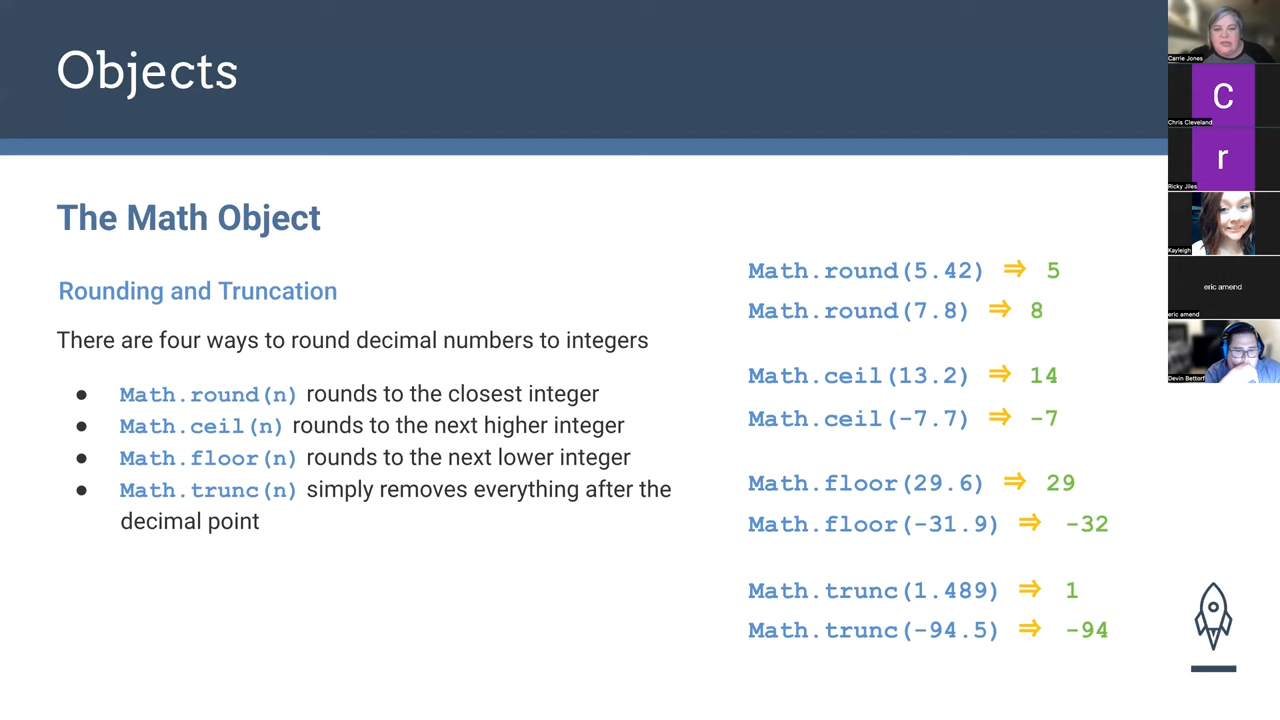 Objects
The Math Object
Rounding and Truncation
There are four ways to round decimal numbers to integers
● Math.round(n) rounds to the closest integer
● Math.ceil(n) rounds to the next higher integer
● Math.floor(n) rounds to the next lower integer
● Math.trunc(n) simply removes everything after the
decimal point
Math.round(5.42) ⇒ 5
Math.round(7.8) ⇒ 8
Math.ceil(13.2) ⇒ 14
Math.ceil(-7.7) ⇒ -7
Math.floor(29.6) ⇒ 29
Math.floor(-31.9) ⇒ -32
Math.trunc(1.489) ⇒ 1
Math.trunc(-94.5) ⇒ -94
Carrie Jones
C
Chris Cleveland
r
Ricky Jiles
Kayleigh
eric amend
eric amend
Devin Bettorf